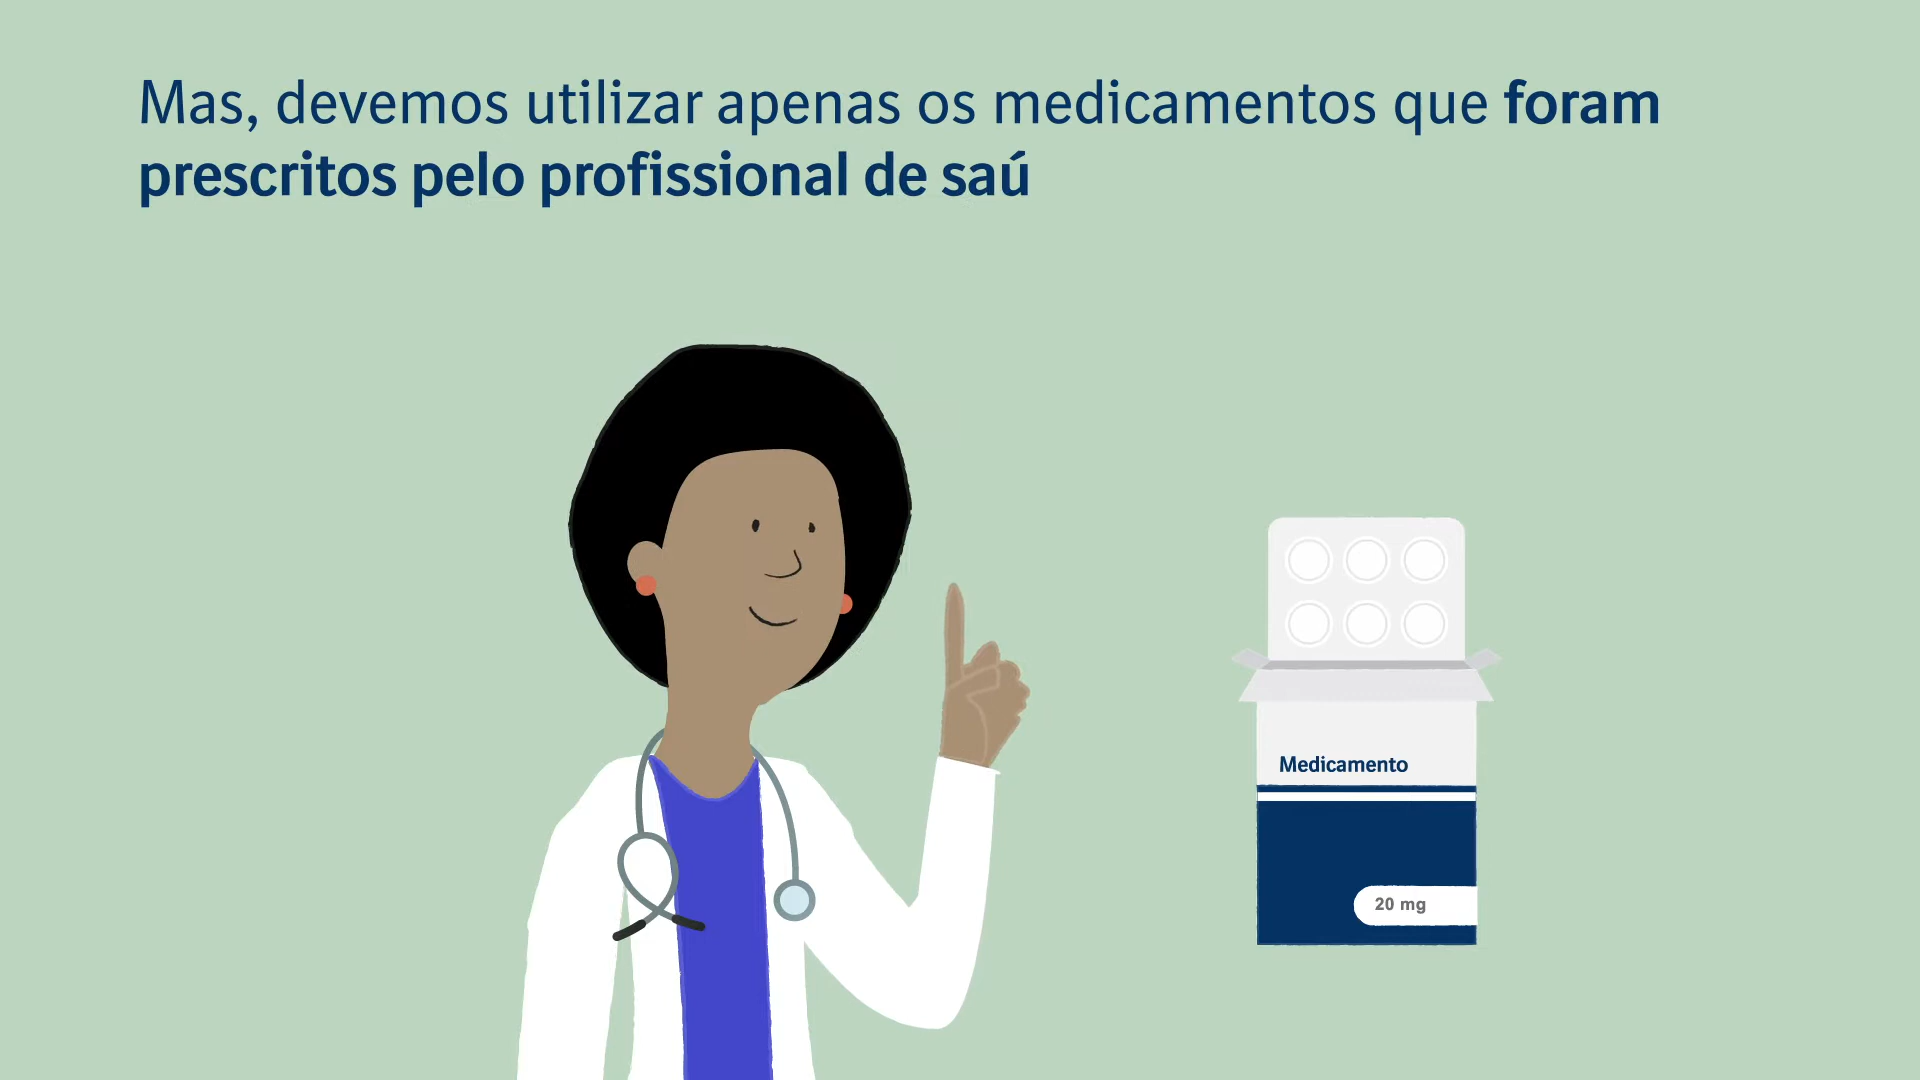 Mas, devemos utilizar apenas os medicamentos que foram
prescritos pelo profissional de saú
Medicamento
20 mg